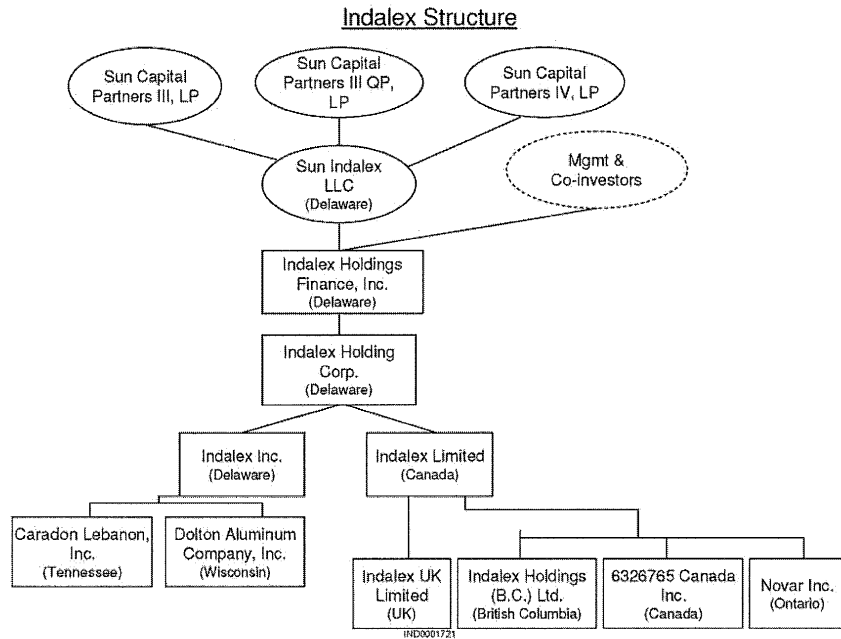 Indalex Structure
Sun Capital
Partners III, LP
Sun Capital
Partners III QP,
LP
Sun Capital
Partners IV, LP
Sun Indalex
LLC
(Delaware)
Mgmt &
Co-investors
Indalex Holdings
Finance, Inc.
(Delaware)
Indalex Holding
Corp.
(Delaware)
Indalex Inc.
(Delaware)
Indalex Limited
(Canada)
Caradon Lebanon,
Inc.
(Tennessee)
Dolton Aluminum
Company, Inc.
(Wisconsin)
Indalex UK
Limited
(UK)
Indalex Holdings
(B.C.) Ltd.
(British Columbia)
6326765 Canada
Inc.
(Canada)
Novar Inc.
(Ontario)
IND0001721